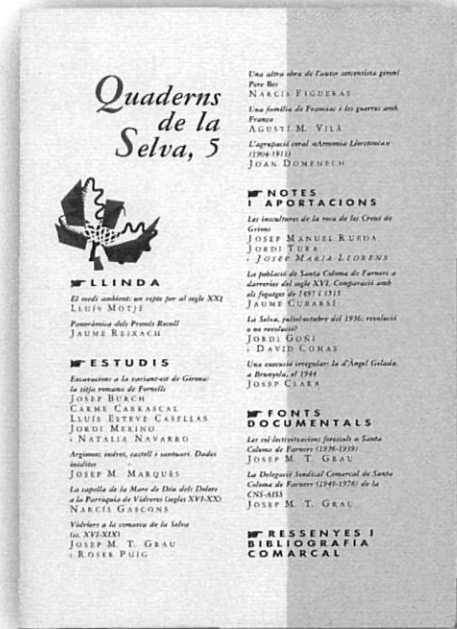 Quaderns
de la
Selva, 5
LLINDA
El medi ambient: un repte per al segle XXI
LLUÍS MOTJÉ
Panoràmica dels Premis Recull
JAUME REIXACH
ESTUDIS
Excavacions a la variant-est de Girona:
la sitja romana de Fornells
JOSEP BURCH
CARME CARRASCAL
LLUÍS ESTEVE CASELLAS
JORDI MERINO
i NATÀLIA NAVARRO
Argimon: indret, castell i santuari. Dades
inèdites
JOSEP M. MARQUÈS
La capella de la Mare de Déu dels Dolors
a la Parròquia de Vidreres (segles XVI-XX)
NARCÍS GASCONS
Vidriers a la comarca de la Selva
(ss. XVI-XIX)
JOSEP M. T. GRAU
i ROSER PUIG
Una altra obra de l'autor setcentista gironí
Pere Bec
NARCÍS FIGUERAS
Una família de Franciac i les guerres amb
França
AGUSTÍ M. VILÀ
L'agrupació coral «Armonia Lloretenca»
(1904-1911)
JOAN DOMENECH
NOTES
I APORTACIONS
Les inscultures de la roca de les Creus de
Grions
JOSEP MANUEL RUEDA
JORDI TURA
i JOSEP MARIA LLORENS
La població de Santa Coloma de Farners a
darreries del segle XVI. Comparació amb
els fogatges de 1497 i 1515
JAUME CUBARSÍ
La Selva, juliol-octubre del 1936: revolució
o no revolució?
JORDI GOÑI
i DAVID COMAS
Una execució irregular: la d'Àngel Gelada,
a Brunyola, el 1944
JOSEP CLARA
FONTS
DOCUMENTALS
Les col·lectivitzacions forestals a Santa
Coloma de Farners (1936-1939)
JOSEP M. T. GRAU
La Delegació Sindical Comarcal de Santa
Coloma de Farners (1940-1976) de la
CNS-AISS
JOSEP M. T. GRAU
RESSENYES I
BIBLIOGRAFIA
COMARCAL